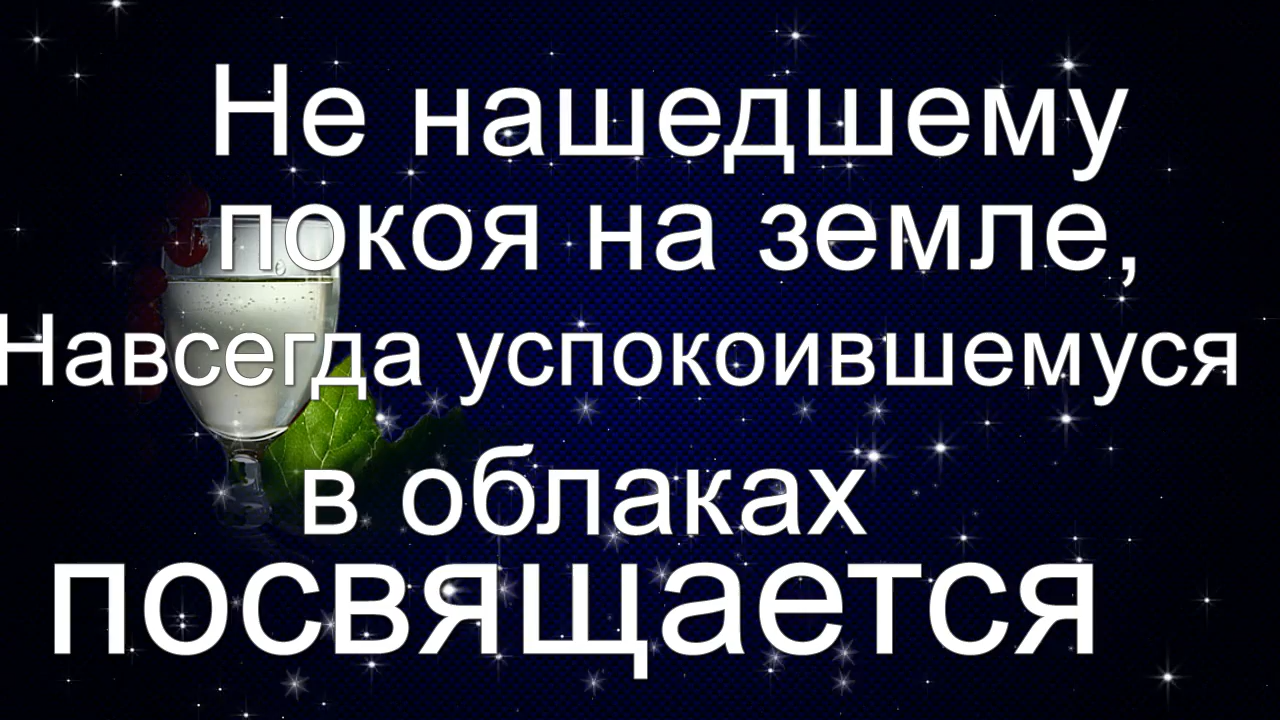 Не нашедшему
покоя на земле,
Навсегда успокоившемуся
в облаках
посвящается